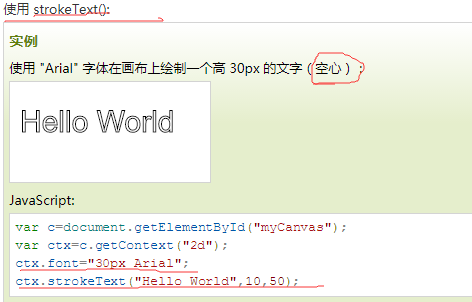 使用 strokeText():
实例
使用 "Arial" 字体在画布上绘制一个高 30px 的文字（空心）：
Hello World
JavaScript:
var c=document.getElementById("myCanvas");
var ctx=c.getContext("2d");
ctx.font="30px Arial";
ctx.strokeText("Hello World",10,50);